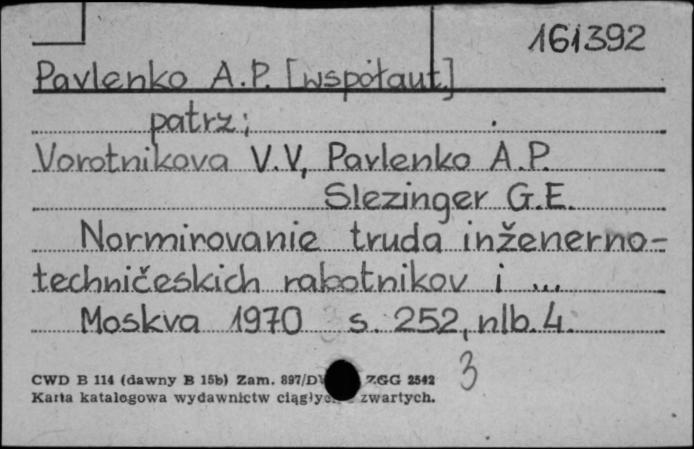 161392
Pavlenko A.P. [współaut.]
patrz;
Vorotnikova V.V, Pavlenko A.P.
Slezinger G.E.
Normirovanie truda inženerno-
techničeskich rabotnikov i ...
Moskva 1970 s. 252, nlb. 4.
3
CWD B 114 (dawny B 15b) Zam. 897/D ZGG 2542
Karta katalogowa wydawnictw zwartych.